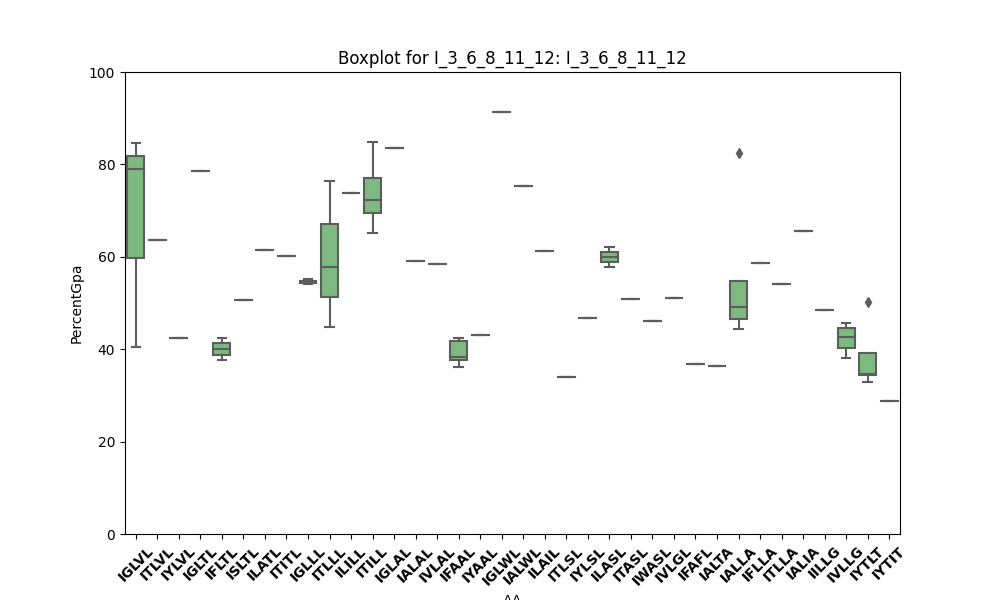 Boxplot for I_3_6_8_11_12: I_3_6_8_11_12
PercentGpa
100
80
60
40
20
0
IGLVL
ITLVL
IYLVL
IGLTL
IFLTL
ISLTL
ILATL
ITITL
IGLLL
ITLLL
ILILL
ITILL
IGLAL
IALAL
IVLAL
IFAAL
IYAAL
IGLWL
IALWL
ILAIL
ITLSL
IYLSL
ILASL
ITASL
IWASL
IVLGL
IFAFL
IALTA
IALLA
IFLLA
ITLLA
IALIA
IILLG
IVLLG
IYTLT
IYTIT
AA